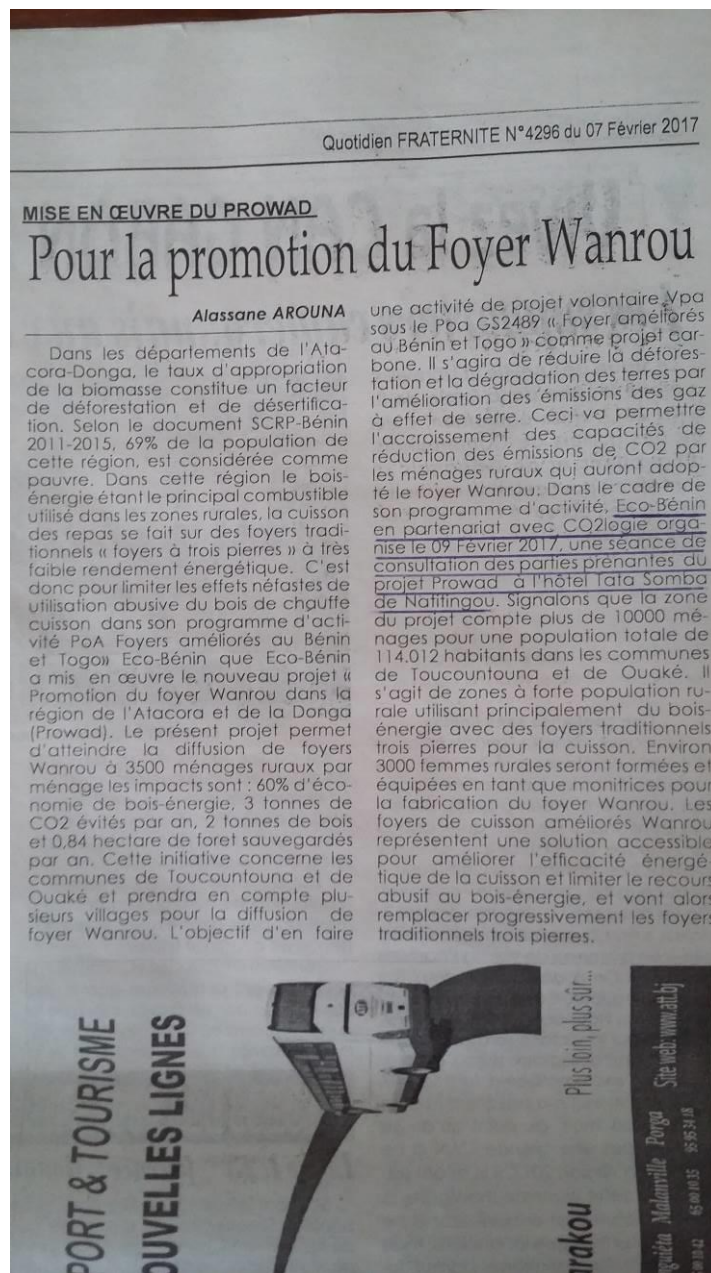 Quotidien FRATERNITE N°4296 du 07 Février 2017
MISE EN ŒUVRE DU PROWAD
Pour la promotion du Foyer Wanrou
Alassane AROUNA
Dans les départements de l'Ata-
cora-Donga, le taux d'appropriation
de la biomasse constitue un facteur
de déforestation et de désertifica-
tion. Selon le document SCRP-Bénin
2011-2015, 69% de la population de
cette région, est considérée comme
pauvre. Dans cette région le bois-
énergie étant le principal combustible
utilisé dans les zones rurales, la cuisson
des repas se fait sur des foyers tradi-
tionnels « foyers à trois pierres » à très
faible rendement énergétique. C'est
donc pour limiter les effets néfastes de
utilisation abusive du bois de chauffe
cuisson dans son programme d'acti-
vité PoA Foyers améliorés au Bénin
et Togo» Eco-Bénin que Eco-Bénin
a mis en œuvre le nouveau projet «
Promotion du foyer Wanrou dans la
région de l'Atacora et de la Donga
(Prowad). Le présent projet permet
d'atteindre la diffusion de foyers
Wanrou à 3500 ménages ruraux par
ménage les impacts sont : 60% d'éco-
nomie de bois-énergie, 3 tonnes de
CO2 évités par an, 2 tonnes de bois
et 0,84 hectare de foret sauvegardés
par an. Cette initiative concerne les
communes de Toucountouna et de
Ouaké et prendra en compte plu-
sieurs villages pour la diffusion de
foyer Wanrou. L'objectif d'en faire
une activité de projet volontaire Vpa
sous le Poa GS2489 « Foyer améliorés
au Bénin et Togo » comme projet car-
bone. Il s'agira de réduire la défores-
tation et la dégradation des terres par
l'amélioration des émissions des gaz
à effet de serre. Ceci va permettre
l'accroissement des capacités de
réduction des émissions de CO2 par
les ménages ruraux qui auront adop-
té le foyer Wanrou. Dans le cadre de
son programme d'activité, Eco-Bénin
en partenariat avec CO2logie orga-
nise le 09 Février 2017, une séance de
consultation des parties prenantes du
projet Prowad à l'hôtel Tata Somba
de Natitingou. Signalons que la zone
du projet compte plus de 10000 mé-
nages pour une population totale de
114.012 habitants dans les communes
de Toucountouna et de Ouaké. Il
s'agit de zones à forte population ru-
rale utilisant principalement du bois-
énergie avec des foyers traditionnels
trois pierres pour la cuisson. Environ
3000 femmes rurales seront formées et
équipées en tant que monitrices pour
la fabrication du foyer Wanrou. Les
foyers de cuisson améliorés Wanrou
représentent une solution accessible
pour améliorer l'efficacité énergé-
tique de la cuisson et limiter le recours
abusif au bois-énergie, et vont alors
remplacer progressivement les foyers
traditionnels trois pierres.
PORT & TOURISME
OUVELLES LIGNES
Plus loin, plus sûr...
arakou
Malanville Porga
Site web: www.att.bj
65 00 10 35 95 95 34 18